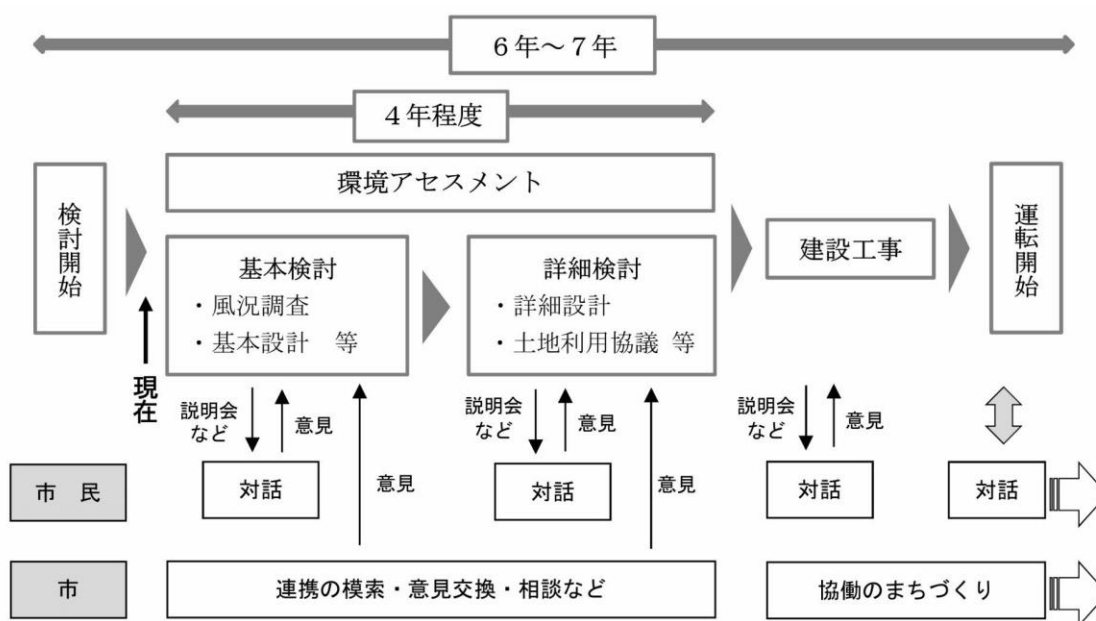 ６年～７年
４年程度
環境アセスメント
検討開始
基本検討
・風況調査
・基本設計　等
詳細検討
・詳細設計
・土地利用協議 等
建設工事
運転開始
現在
説明会
など
意見
意見
説明会
など
意見
意見
説明会
など
意見
市　民
対話
対話
対話
対話
市
連携の模索・意見交換・相談など
協働のまちづくり